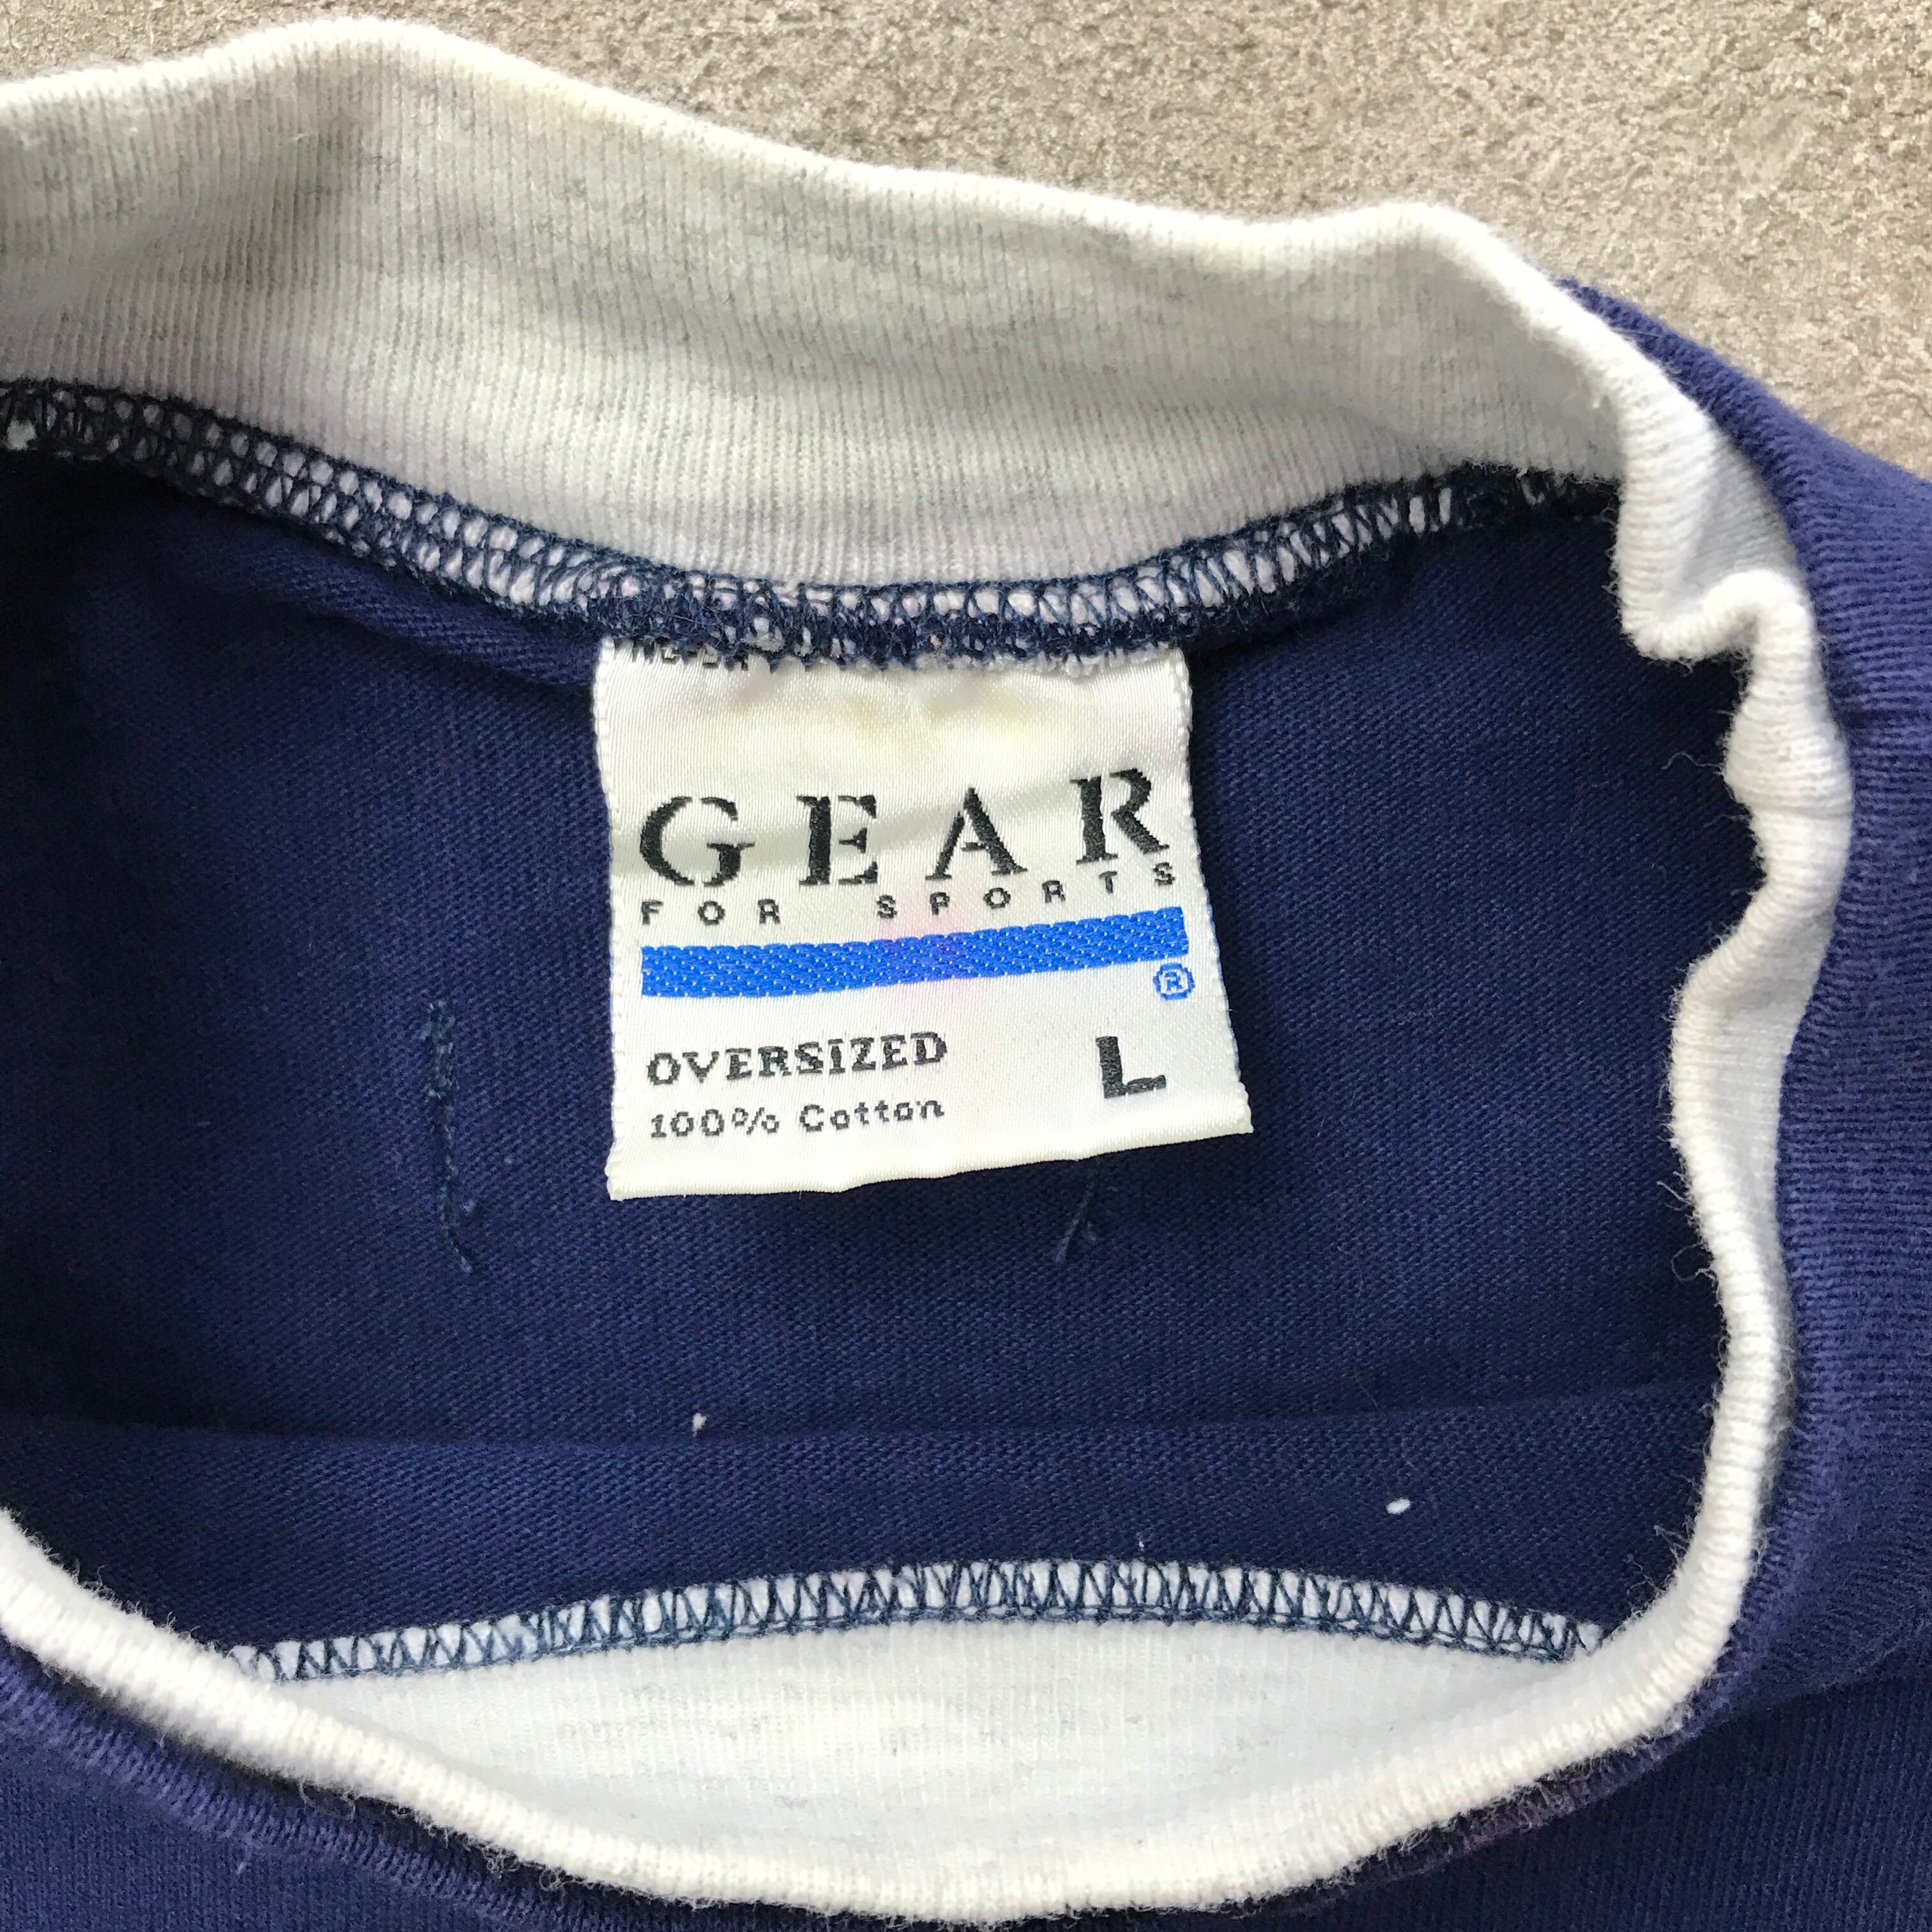 GEAR
FOR SPORTS
®
OVERSIZED L
100% Cotton